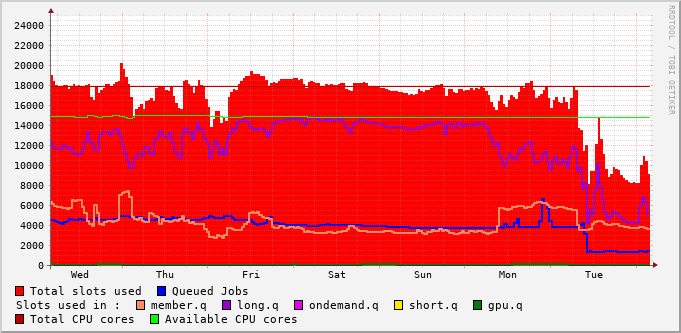 24000
22000
20000
18000
16000
14000
12000
10000
8000
6000
4000
2000
0
Wed Thu Fri Sat Sun Mon Tue
Total slots used Queued Jobs
Slots used in : member.q long.q ondemand.q short.q gpu.q
Total CPU cores Available CPU cores
RRDTOOL / TOBI OETIKER